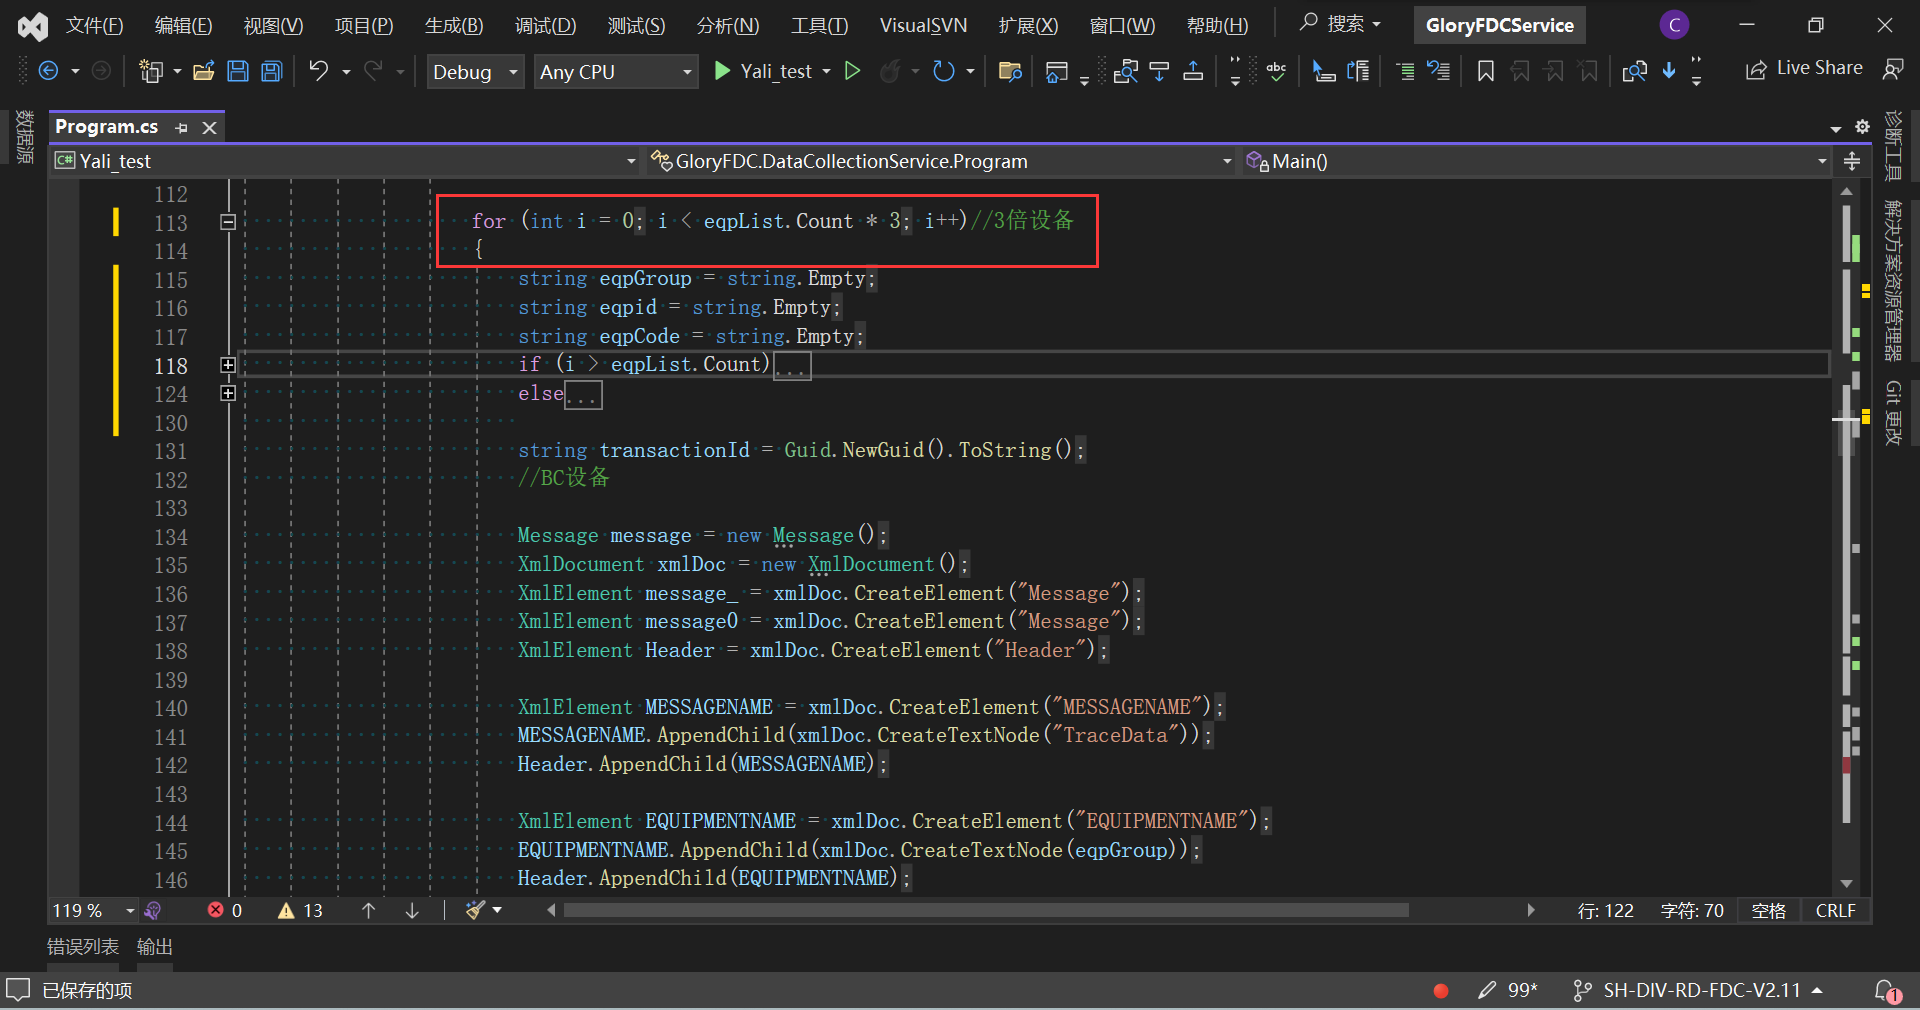 文件(F) 编辑(E) 视图(V) 项目(P) 生成(B) 调试(D) 测试(S) 分析(N) 工具(T) VisualSVN 扩展(X) 窗口(W) 帮助(H) 搜索 GloryFDCService C
Debug Any CPU Yali_test abc Live Share
数据源
Program.cs
C# Yali_test GloryFDC.DataCollectionService.Program Main()
诊断工具
解决方案资源管理器
Git 更改
112
113 for (int i = 0; i < eqpList.Count * 3; i++)//3倍设备
114 {
115 string eqpGroup = string.Empty;
116 string eqpid = string.Empty;
117 string eqpCode = string.Empty;
118 if (i > eqpList.Count)...
124 else...
130
131 string transactionId = Guid.NewGuid().ToString();
132 //BC设备
133
134 Message message = new Message();
135 XmlDocument xmlDoc = new XmlDocument();
136 XmlElement message_ = xmlDoc.CreateElement("Message");
137 XmlElement message0 = xmlDoc.CreateElement("Message");
138 XmlElement Header = xmlDoc.CreateElement("Header");
139
140 XmlElement MESSAGENAME = xmlDoc.CreateElement("MESSAGENAME");
141 MESSAGENAME.AppendChild(xmlDoc.CreateTextNode("TraceData"));
142 Header.AppendChild(MESSAGENAME);
143
144 XmlElement EQUIPMENTNAME = xmlDoc.CreateElement("EQUIPMENTNAME");
145 EQUIPMENTNAME.AppendChild(xmlDoc.CreateTextNode(eqpGroup));
146 Header.AppendChild(EQUIPMENTNAME);
119 % 0 13 行: 122 字符: 70 空格 CRLF
错误列表 输出
已保存的项 99* SH-DIV-RD-FDC-V2.11 1